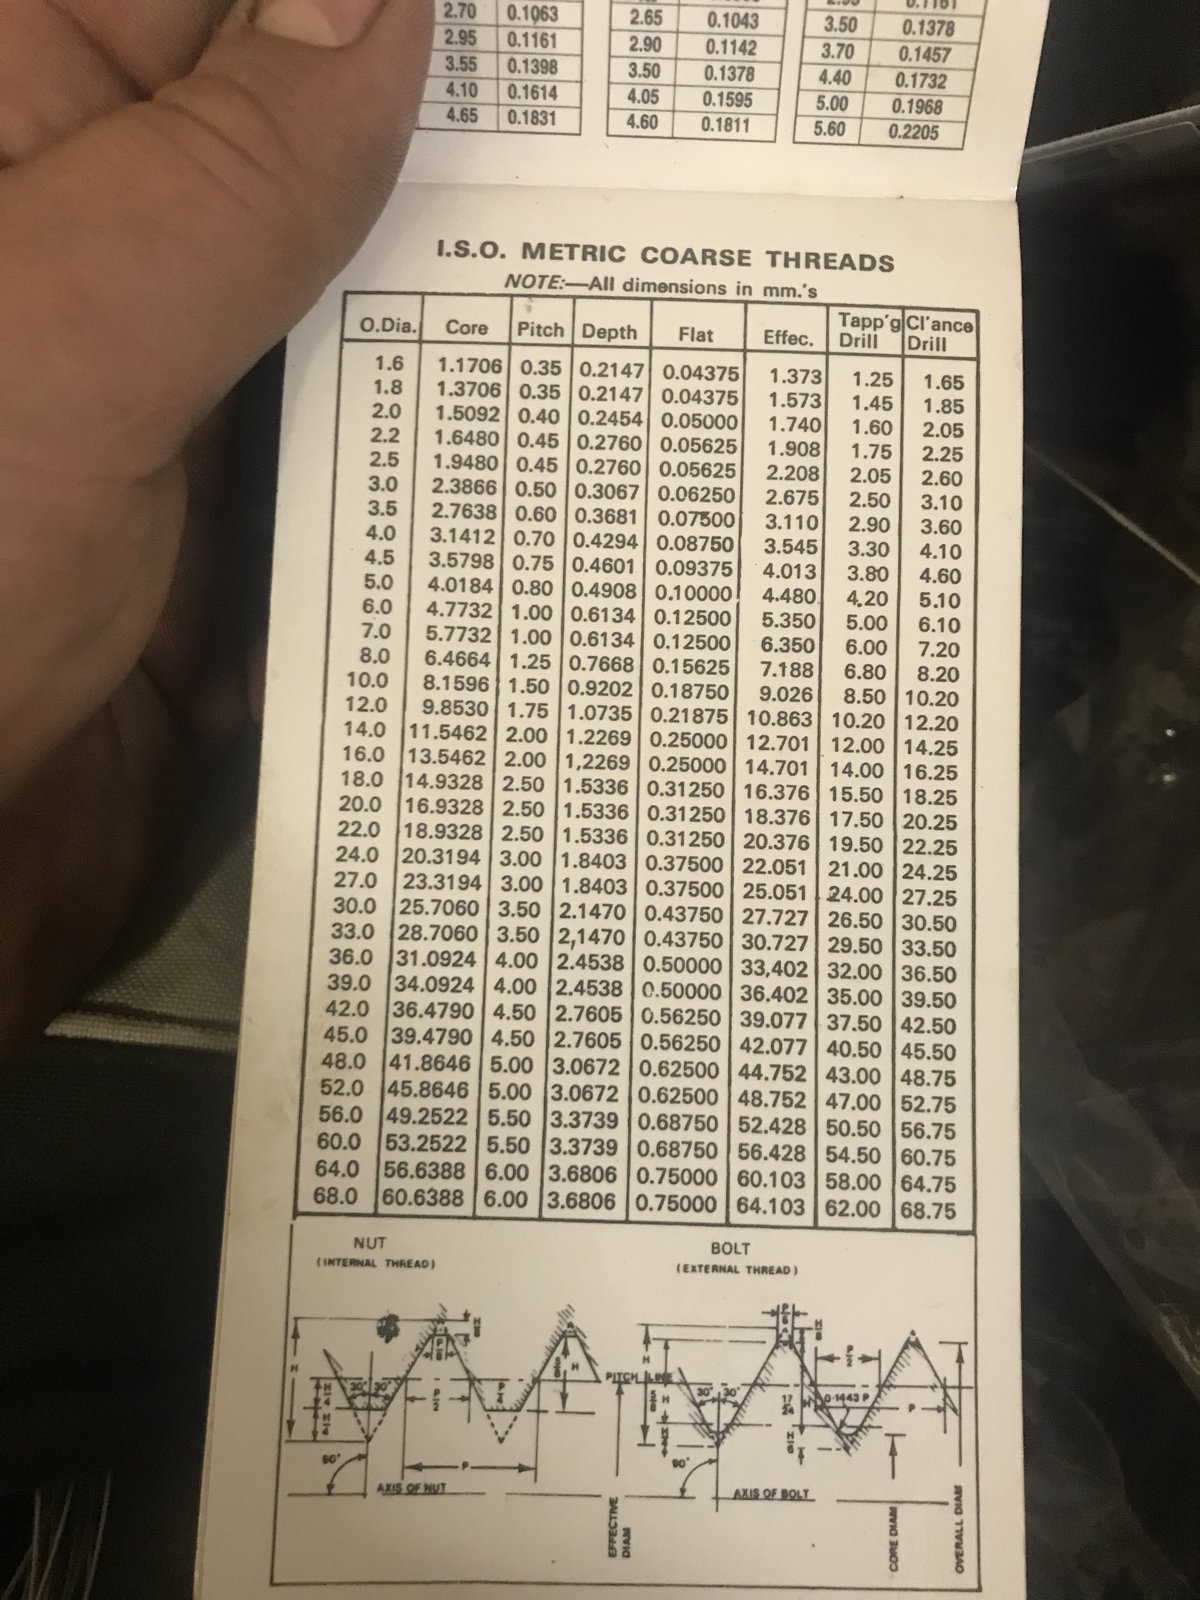 2.70 0.1063 2.65 0.1043 3.50 0.1378
2.95 0.1161 2.90 0.1142 3.70 0.1457
3.55 0.1398 3.50 0.1378 4.40 0.1732
4.10 0.1614 4.05 0.1595 5.00 0.1968
4.65 0.1831 4.60 0.1811 5.60 0.2205
I.S.O. METRIC COARSE THREADS
NOTE:—All dimensions in mm.'s
O.Dia. Core Pitch Depth Flat Effec. Tapp'g Drill Cl'ance Drill
1.6 1.1706 0.35 0.2147 0.04375 1.373 1.25 1.65
1.8 1.3706 0.35 0.2147 0.04375 1.573 1.45 1.85
2.0 1.5092 0.40 0.2454 0.05000 1.740 1.60 2.05
2.2 1.6480 0.45 0.2760 0.05625 1.908 1.75 2.25
2.5 1.9480 0.45 0.2760 0.05625 2.208 2.05 2.60
3.0 2.3866 0.50 0.3067 0.06250 2.675 2.50 3.10
3.5 2.7638 0.60 0.3681 0.07500 3.110 2.90 3.60
4.0 3.1412 0.70 0.4294 0.08750 3.545 3.30 4.10
4.5 3.5798 0.75 0.4601 0.09375 4.013 3.80 4.60
5.0 4.0184 0.80 0.4908 0.10000 4.480 4.20 5.10
6.0 4.7732 1.00 0.6134 0.12500 5.350 5.00 6.10
7.0 5.7732 1.00 0.6134 0.12500 6.350 6.00 7.20
8.0 6.4664 1.25 0.7668 0.15625 7.188 6.80 8.20
10.0 8.1596 1.50 0.9202 0.18750 9.026 8.50 10.20
12.0 9.8530 1.75 1.0735 0.21875 10.863 10.20 12.20
14.0 11.5462 2.00 1.2269 0.25000 12.701 12.00 14.25
16.0 13.5462 2.00 1,2269 0.25000 14.701 14.00 16.25
18.0 14.9328 2.50 1.5336 0.31250 16.376 15.50 18.25
20.0 16.9328 2.50 1.5336 0.31250 18.376 17.50 20.25
22.0 18.9328 2.50 1.5336 0.31250 20.376 19.50 22.25
24.0 20.3194 3.00 1.8403 0.37500 22.051 21.00 24.25
27.0 23.3194 3.00 1.8403 0.37500 25.051 24.00 27.25
30.0 25.7060 3.50 2.1470 0.43750 27.727 26.50 30.50
33.0 28.7060 3.50 2,1470 0.43750 30.727 29.50 33.50
36.0 31.0924 4.00 2.4538 0.50000 33,402 32.00 36.50
39.0 34.0924 4.00 2.4538 0.50000 36.402 35.00 39.50
42.0 36.4790 4.50 2.7605 0.56250 39.077 37.50 42.50
45.0 39.4790 4.50 2.7605 0.56250 42.077 40.50 45.50
48.0 41.8646 5.00 3.0672 0.62500 44.752 43.00 48.75
52.0 45.8646 5.00 3.0672 0.62500 48.752 47.00 52.75
56.0 49.2522 5.50 3.3739 0.68750 52.428 50.50 56.75
60.0 53.2522 5.50 3.3739 0.68750 56.428 54.50 60.75
64.0 56.6388 6.00 3.6806 0.75000 60.103 58.00 64.75
68.0 60.6388 6.00 3.6806 0.75000 64.103 62.00 68.75
NUT
(INTERNAL THREAD)
BOLT
(EXTERNAL THREAD)
H
30° 30°
H
PITCH LINE
H
30° 30°
0·1443 P
P
90°
P
90°
AXIS OF NUT
AXIS OF BOLT
EFFECTIVE DIAM
CORE DIAM
OVERALL DIAM